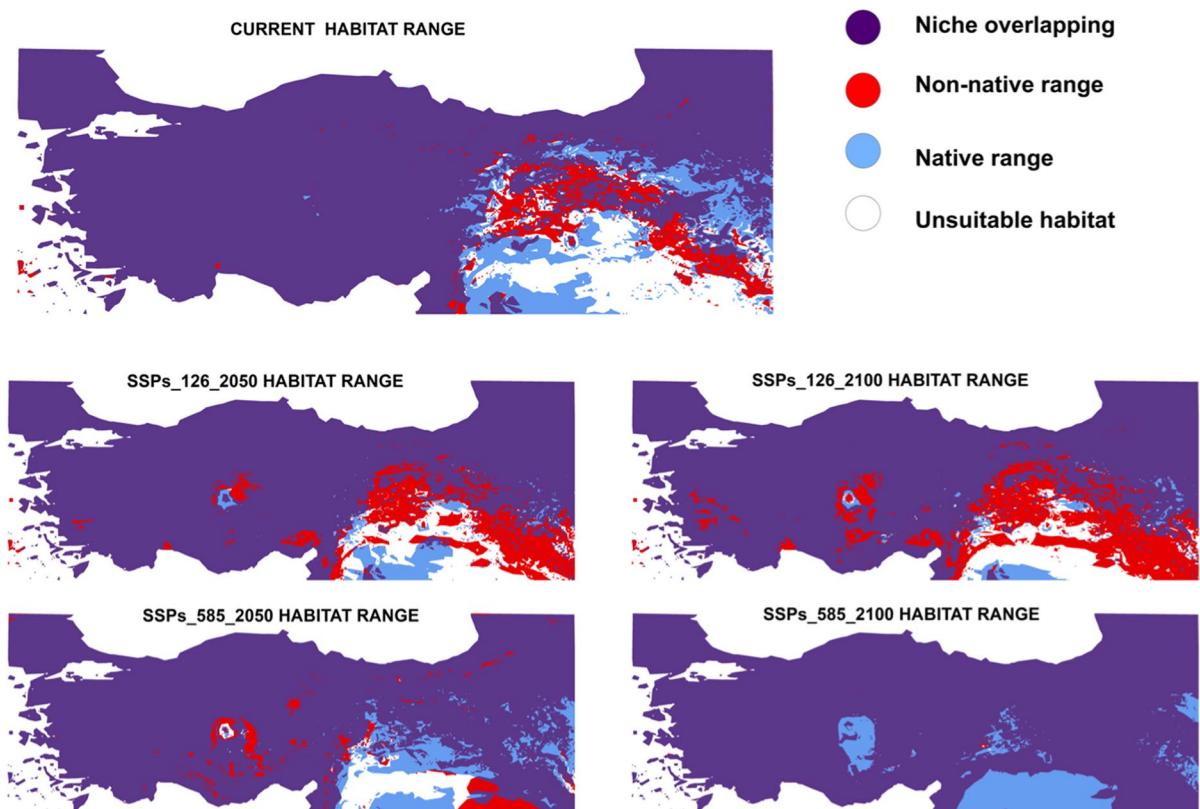 CURRENT HABITAT RANGE
Niche overlapping
Non-native range
Native range
Unsuitable habitat
SSPs_126_2050 HABITAT RANGE
SSPs_126_2100 HABITAT RANGE
SSPs_585_2050 HABITAT RANGE
SSPs_585_2100 HABITAT RANGE